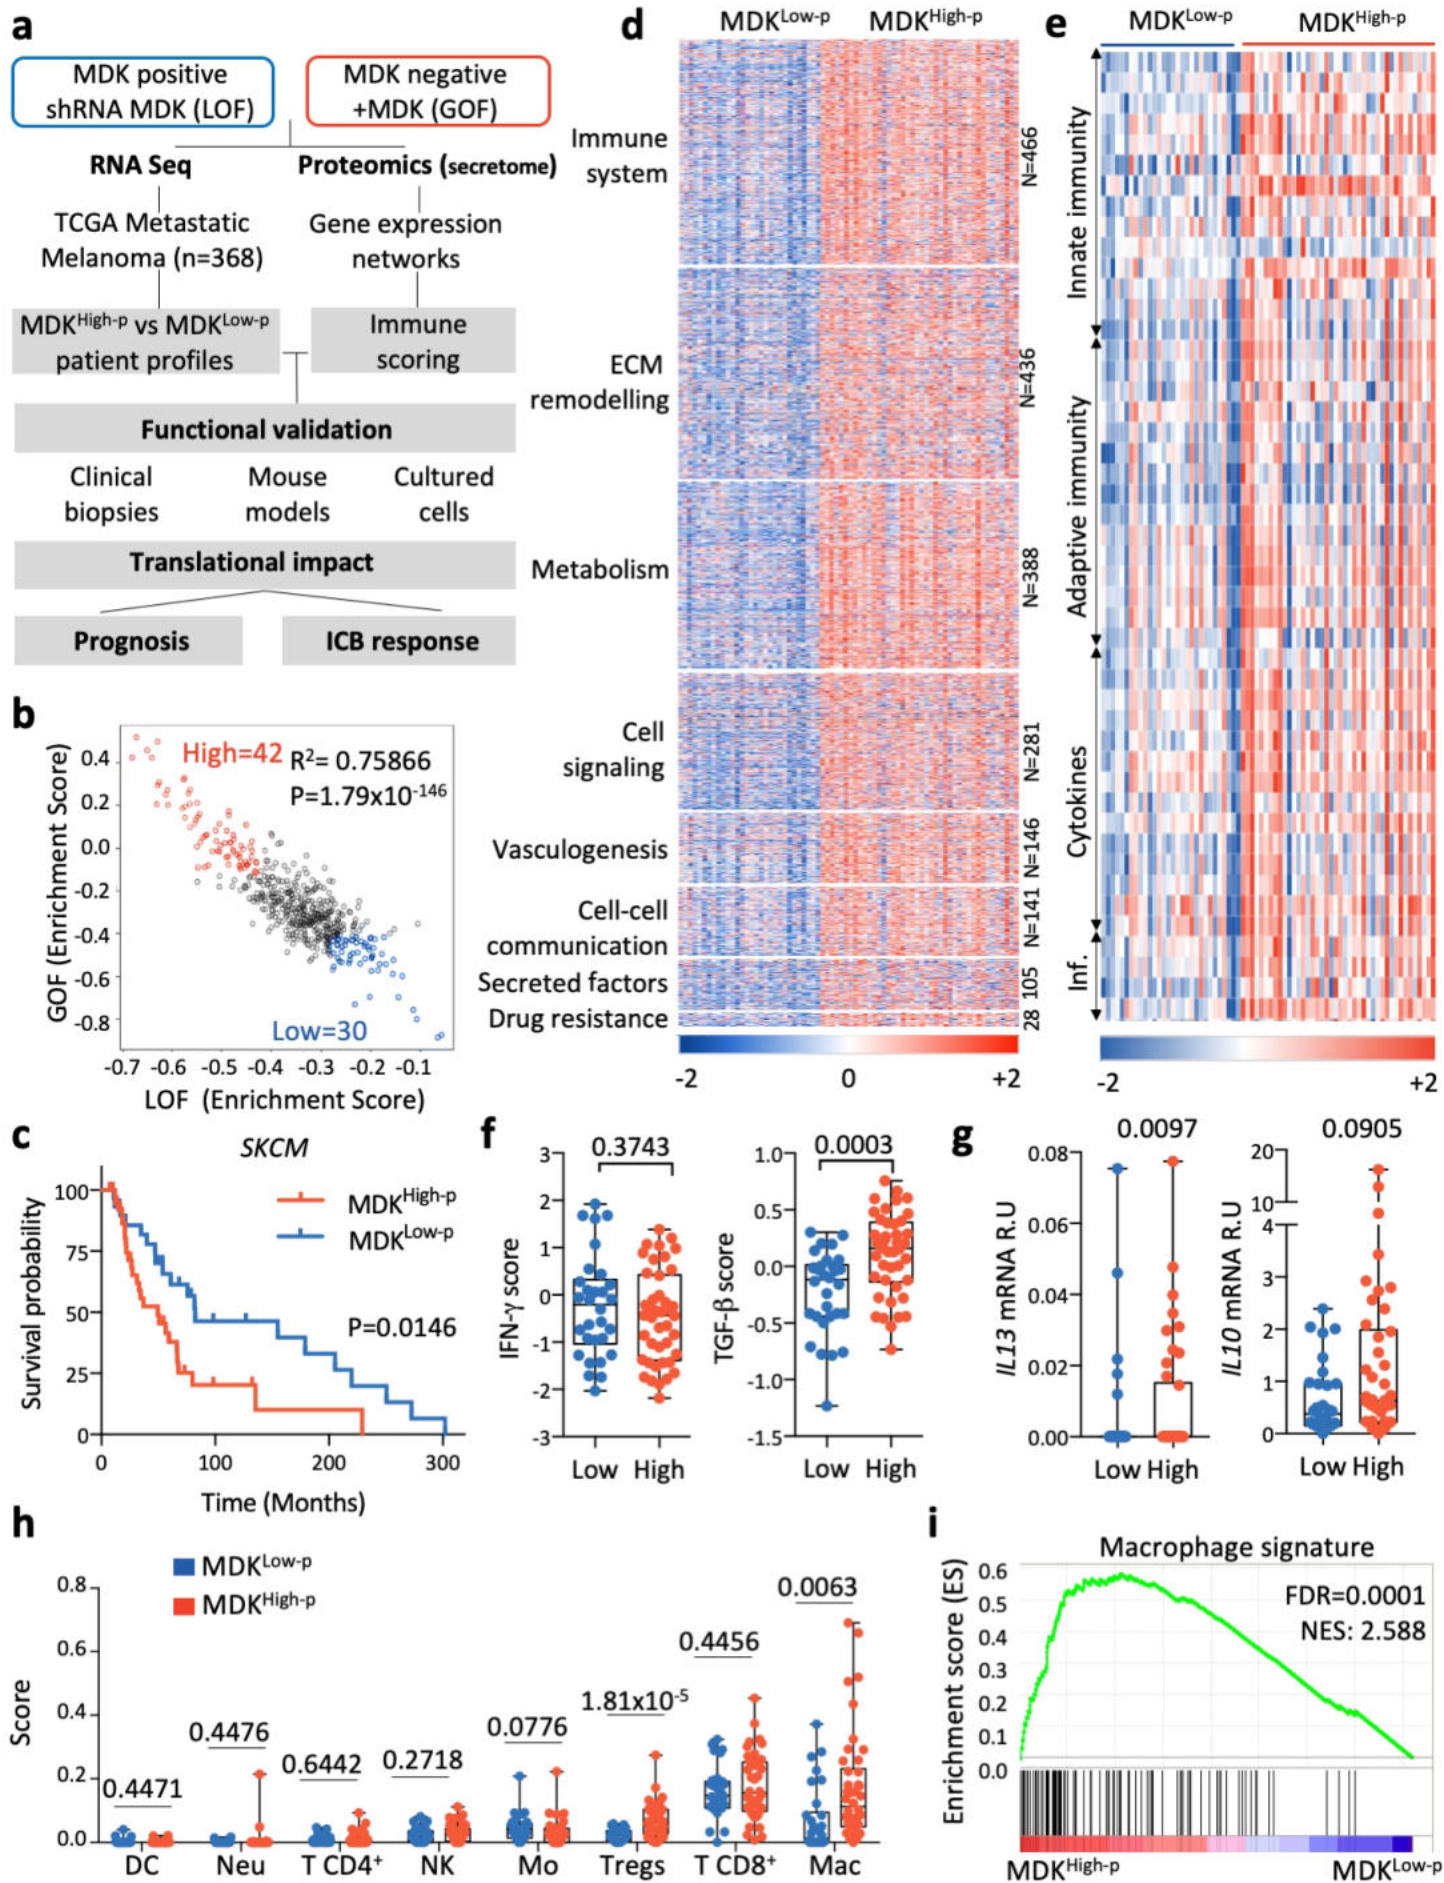 a
MDK positive
shRNA MDK (LOF)
MDK negative
+MDK (GOF)
RNA Seq
Proteomics (secretome)
TCGA Metastatic
Melanoma (n=368)
Gene expression
networks
MDKHigh-p vs MDKLow-p
patient profiles
Immune
scoring
Functional validation
Clinical
biopsies
Mouse
models
Cultured
cells
Translational impact
Prognosis
ICB response
b
High=42
R2= 0.75866
P=1.79x10-146
Low=30
GOF (Enrichment Score)
0.4
0.2
0.0
-0.2
-0.4
-0.6
-0.8
-0.7 -0.6 -0.5 -0.4 -0.3 -0.2 -0.1
LOF (Enrichment Score)
c
SKCM
MDKHigh-p
MDKLow-p
P=0.0146
Survival probability
100
75
50
25
0
0 100 200 300
Time (Months)
d
MDKLow-p MDKHigh-p
Immune
system
N=466
ECM
remodelling
N=436
Metabolism
N=388
Cell
signaling
N=281
Vasculogenesis
N=146
Cell-cell
communication
N=141
Secreted factors
105
Drug resistance
28
-2 0 +2
e
MDKLow-p MDKHigh-p
Innate immunity
Adaptive immunity
Cytokines
Inf.
-2 +2
f
0.3743
IFN-γ score
3
2
1
0
-1
-2
-3
Low High
0.0003
TGF-β score
1.0
0.5
0.0
-0.5
-1.0
-1.5
Low High
g
0.0097
IL13 mRNA R.U
0.08
0.06
0.04
0.02
0.00
Low High
0.0905
IL10 mRNA R.U
20
10
4
3
2
1
0
Low High
h
MDKLow-p
MDKHigh-p
Score
0.8
0.6
0.4
0.2
0.0
0.4471
0.4476
0.6442
0.2718
0.0776
1.81x10-5
0.4456
0.0063
DC Neu T CD4+ NK Mo Tregs T CD8+ Mac
i
Macrophage signature
FDR=0.0001
NES: 2.588
Enrichment score (ES)
0.6
0.5
0.4
0.3
0.2
0.1
0.0
MDKHigh-p MDKLow-p